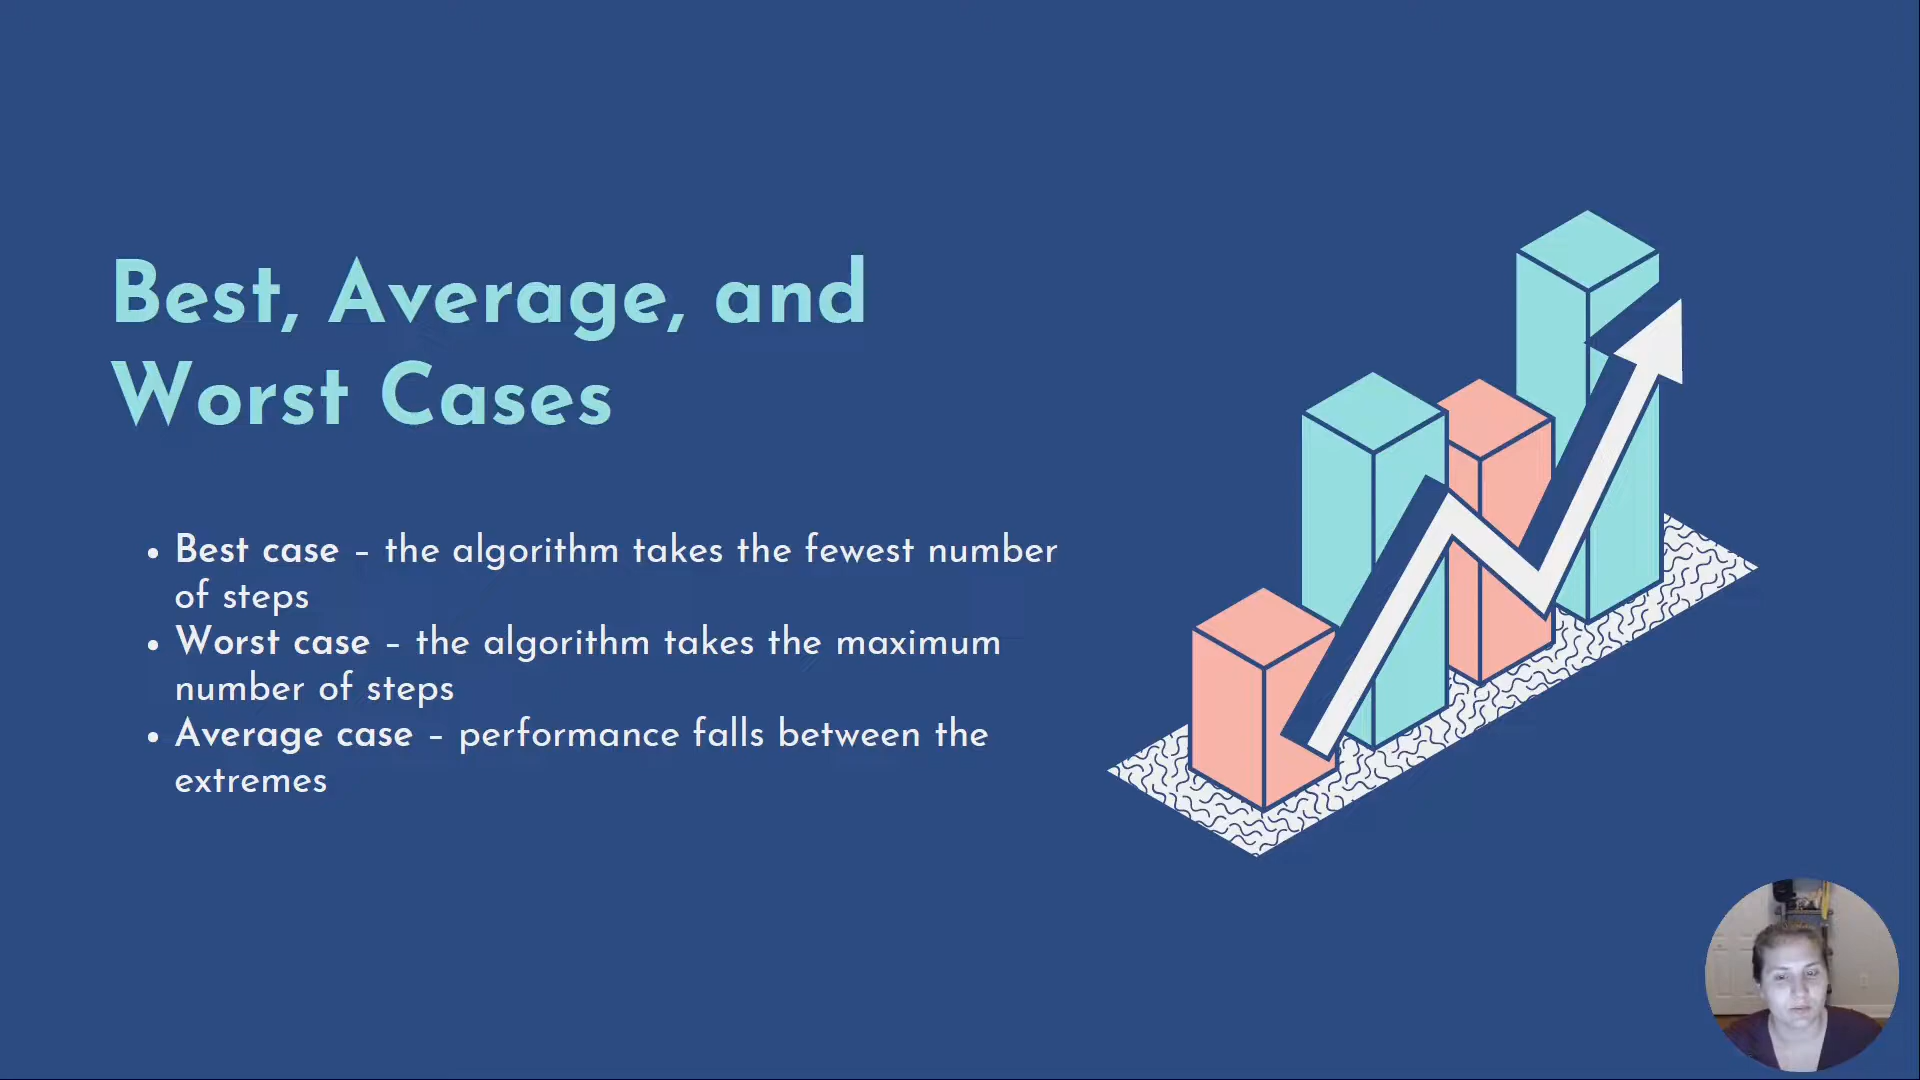 Best, Average, and
Worst Cases
• Best case – the algorithm takes the fewest number
of steps
• Worst case – the algorithm takes the maximum
number of steps
• Average case – performance falls between the
extremes